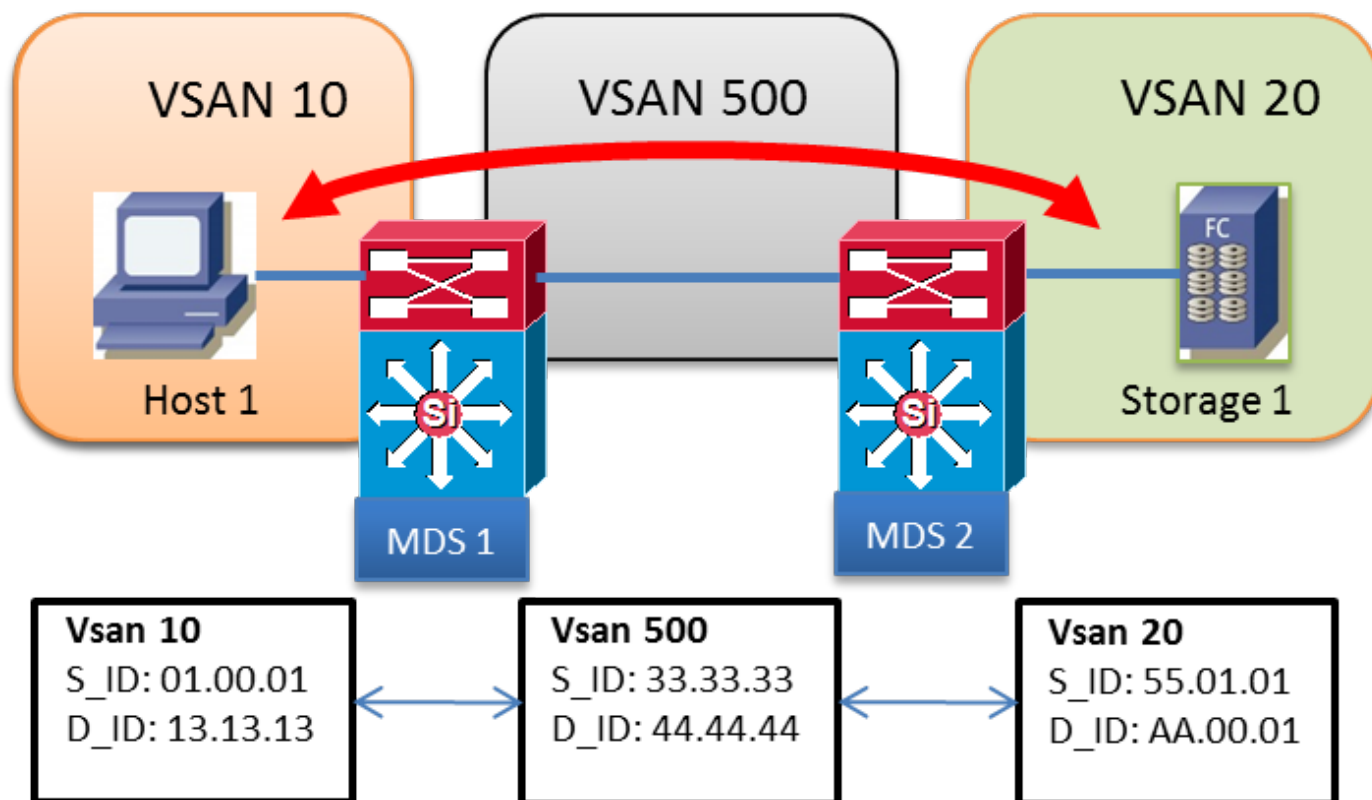 VSAN 10
VSAN 500
VSAN 20
FC
Host 1
Storage 1
Si
Si
MDS 1
MDS 2
Vsan 10
S_ID: 01.00.01
D_ID: 13.13.13
Vsan 500
S_ID: 33.33.33
D_ID: 44.44.44
Vsan 20
S_ID: 55.01.01
D_ID: AA.00.01